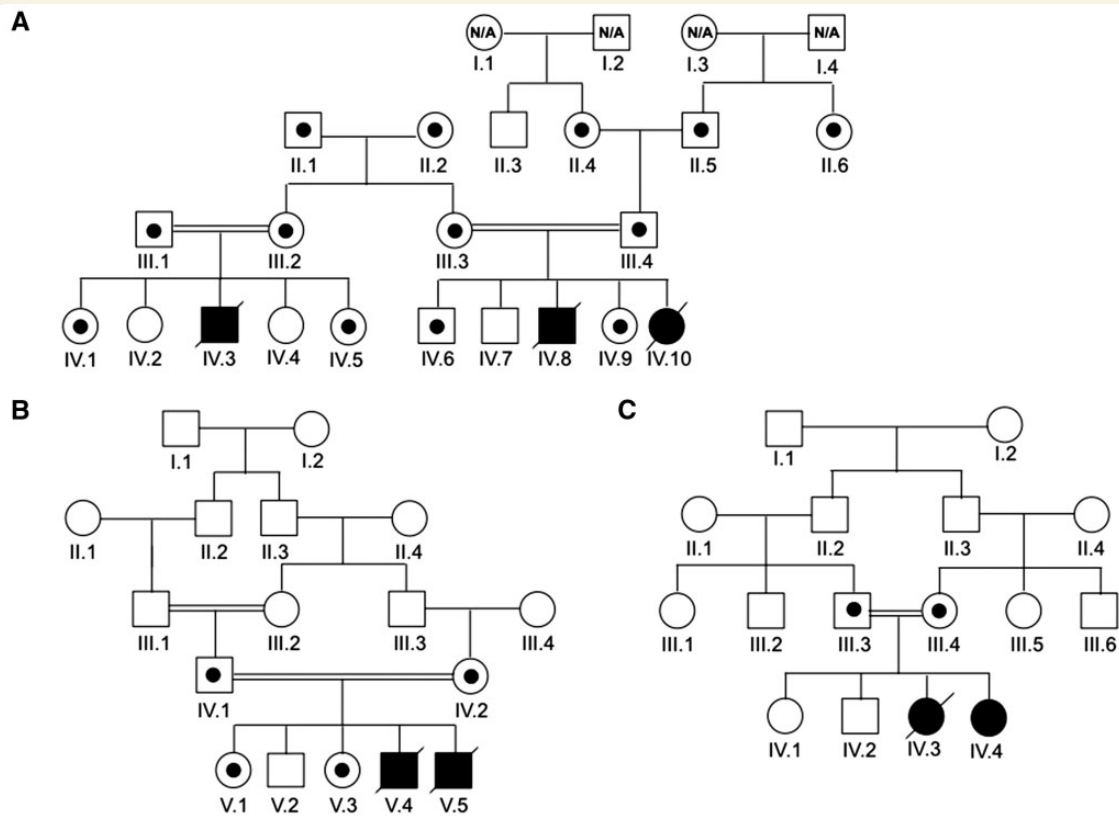 A
N/A N/A N/A N/A
I.1 I.2 I.3 I.4
II.1 II.2 II.3 II.4 II.5 II.6
III.1 III.2 III.3 III.4
IV.1 IV.2 IV.3 IV.4 IV.5 IV.6 IV.7 IV.8 IV.9 IV.10
B
I.1 I.2
II.1 II.2 II.3 II.4
III.1 III.2 III.3 III.4
IV.1 IV.2
V.1 V.2 V.3 V.4 V.5
C
I.1 I.2
II.1 II.2 II.3 II.4
III.1 III.2 III.3 III.4 III.5 III.6
IV.1 IV.2 IV.3 IV.4